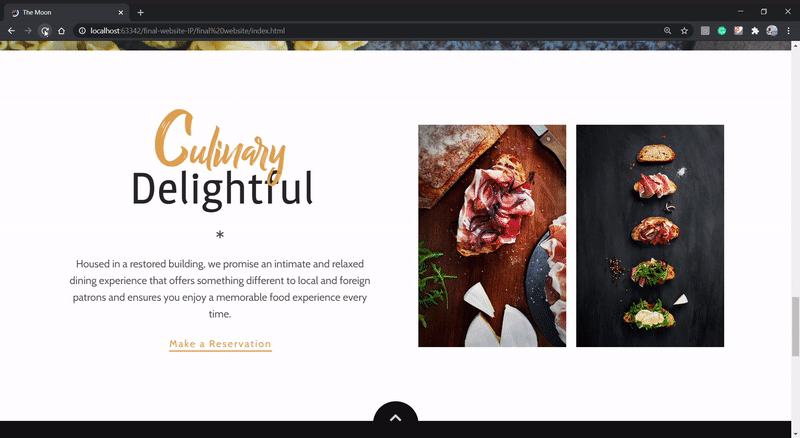 The Moon
localhost:63342/final-website-IP/final%20website/index.html
Culinary
Delightful
*
Housed in a restored building, we promise an intimate and relaxed
dining experience that offers something different to local and foreign
patrons and ensures you enjoy a memorable food experience every
time.
Make a Reservation